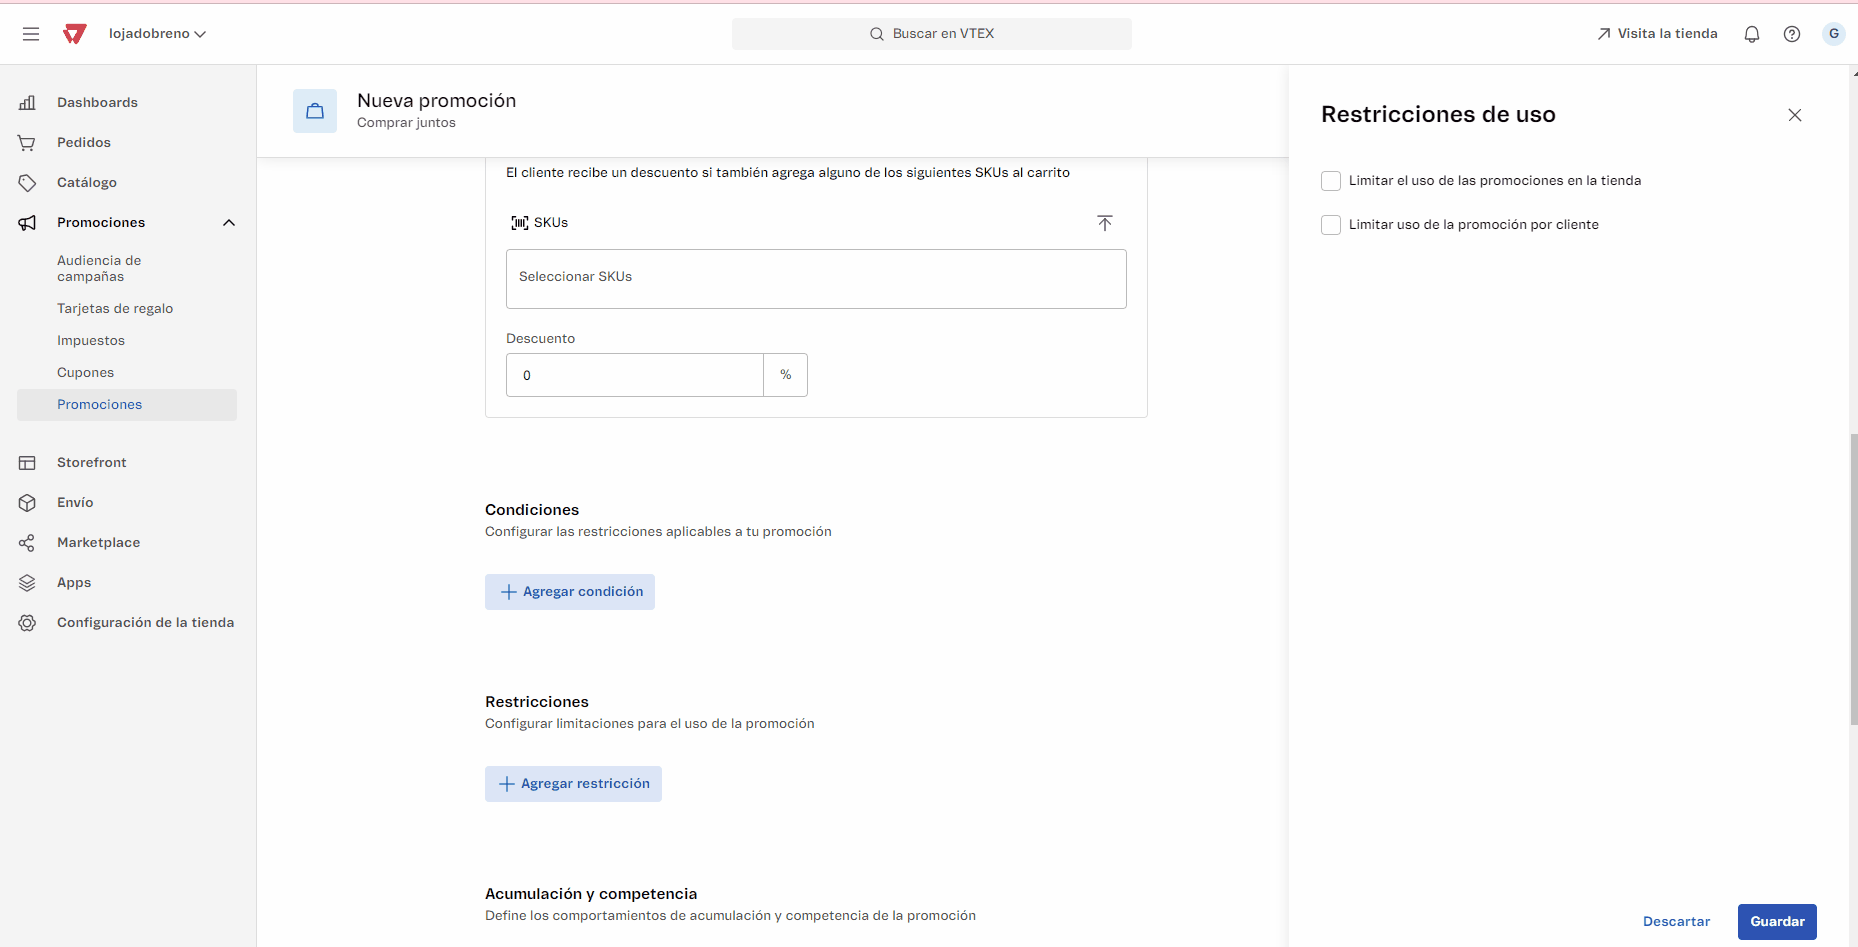 lojadobreno
Buscar en VTEX
Visita la tienda
G
Dashboards
Pedidos
Catálogo
Promociones
Audiencia de
campañas
Tarjetas de regalo
Impuestos
Cupones
Promociones
Storefront
Envío
Marketplace
Apps
Configuración de la tienda
Nueva promoción
Comprar juntos
El cliente recibe un descuento si también agrega alguno de los siguientes SKUs al carrito
SKUs
Seleccionar SKUs
Descuento
0 %
Condiciones
Configurar las restricciones aplicables a tu promoción
Agregar condición
Restricciones
Configurar limitaciones para el uso de la promoción
Agregar restricción
Acumulación y competencia
Define los comportamientos de acumulación y competencia de la promoción
Restricciones de uso
Limitar el uso de las promociones en la tienda
Limitar uso de la promoción por cliente
Descartar
Guardar